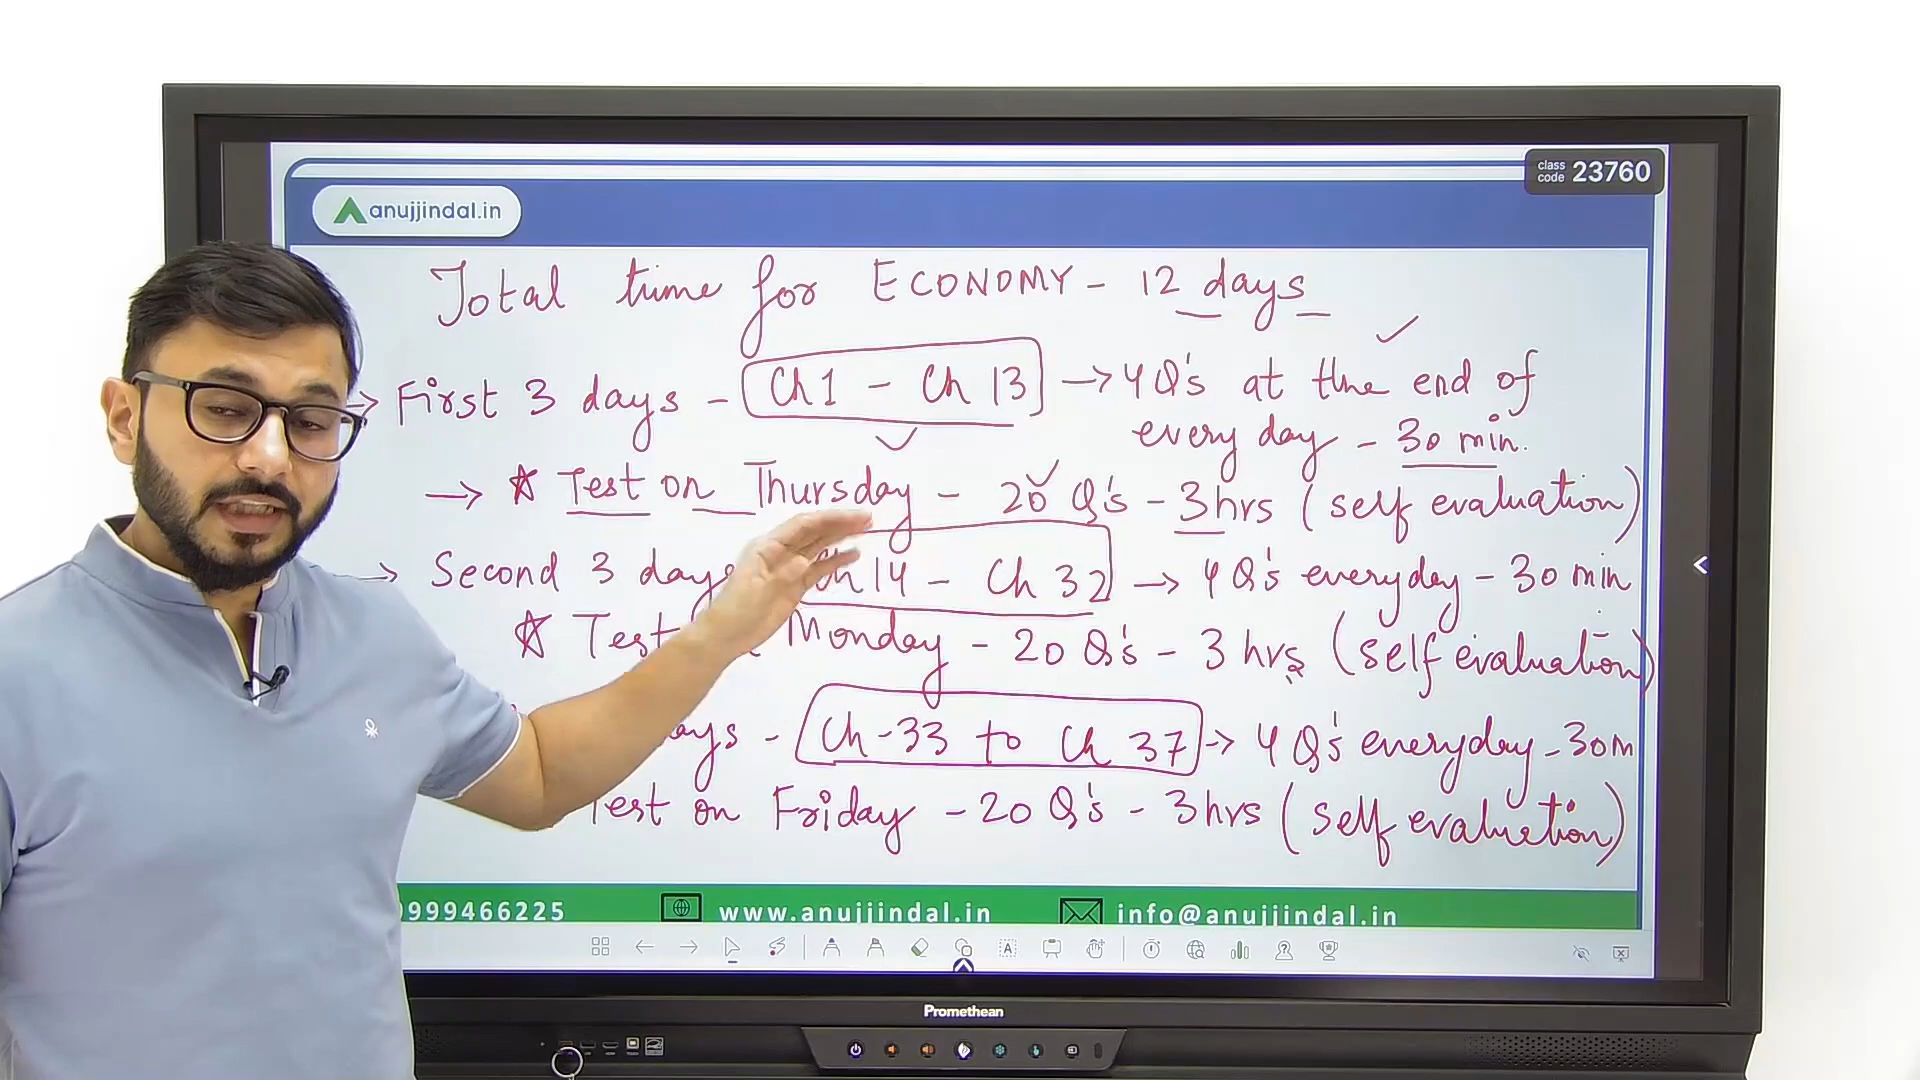 class code 23760
anujjindal.in
Total time for ECONOMY - 12 days
→ First 3 days - Ch 1 - Ch 13 → 4 Q's at the end of
every day - 30 min.
→ ☆ Test on Thursday - 20 Q's - 3 hrs (self evaluation)
→ Second 3 days Ch 14 - Ch 32 → 4 Q's everyday - 30 min
☆ Test Monday - 20 Q's - 3 hrs (self evaluation)
days - Ch - 33 to Ch 37 → 4 Q's everyday - 30 m
Test on Friday - 20 Q's - 3 hrs (self evaluation)
9999466225 www.anujjindal.in info@anujjindal.in
Promethean